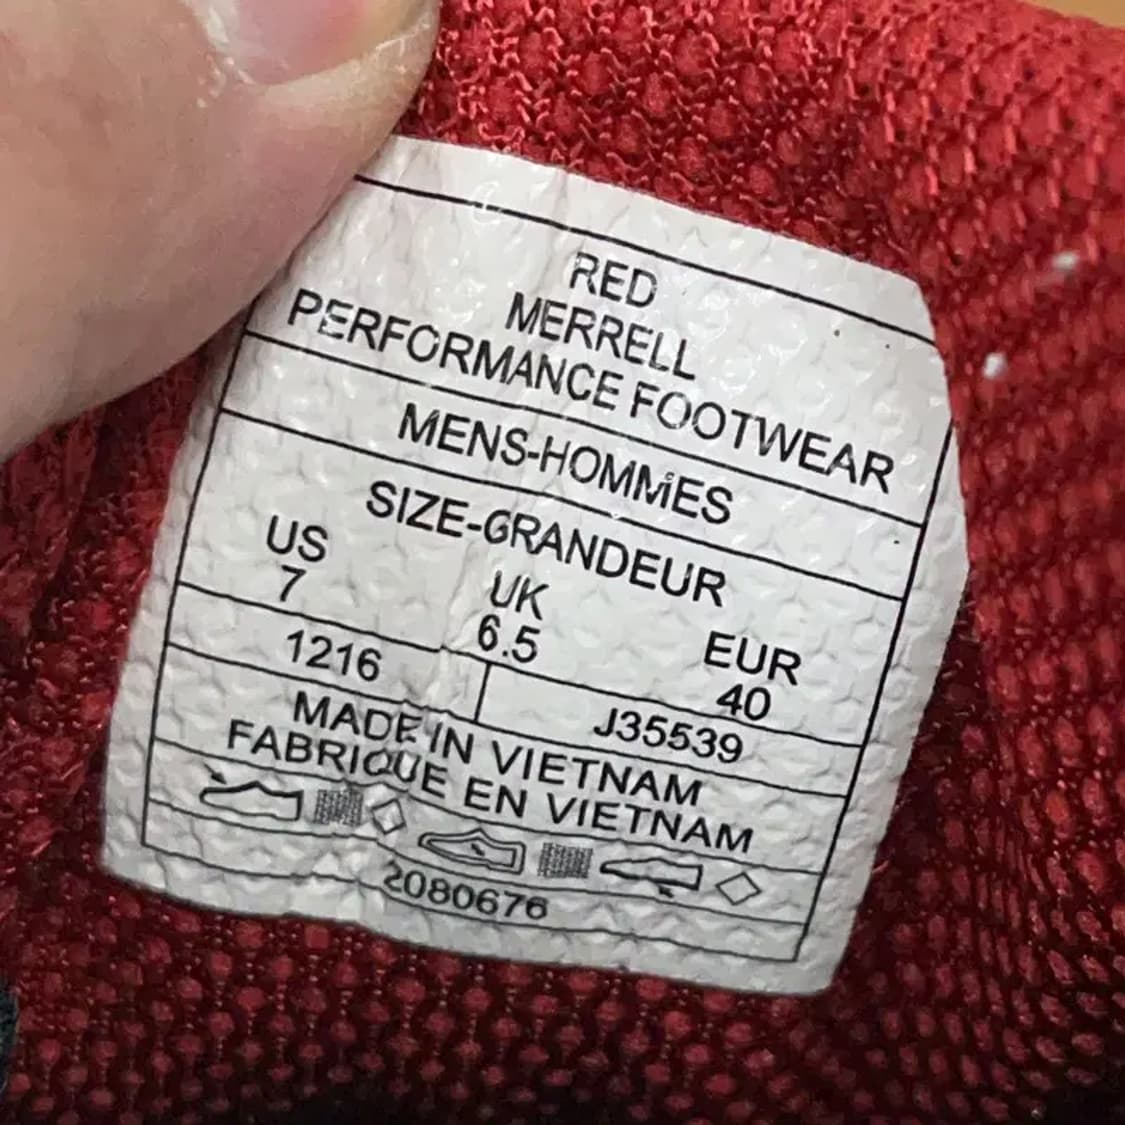 RED
MERRELL
PERFORMANCE FOOTWEAR
MENS-HOMMES
SIZE-GRANDEUR
US UK EUR
7 6.5 40
1216 J35539
MADE IN VIETNAM
FABRIQUE EN VIETNAM
2080676